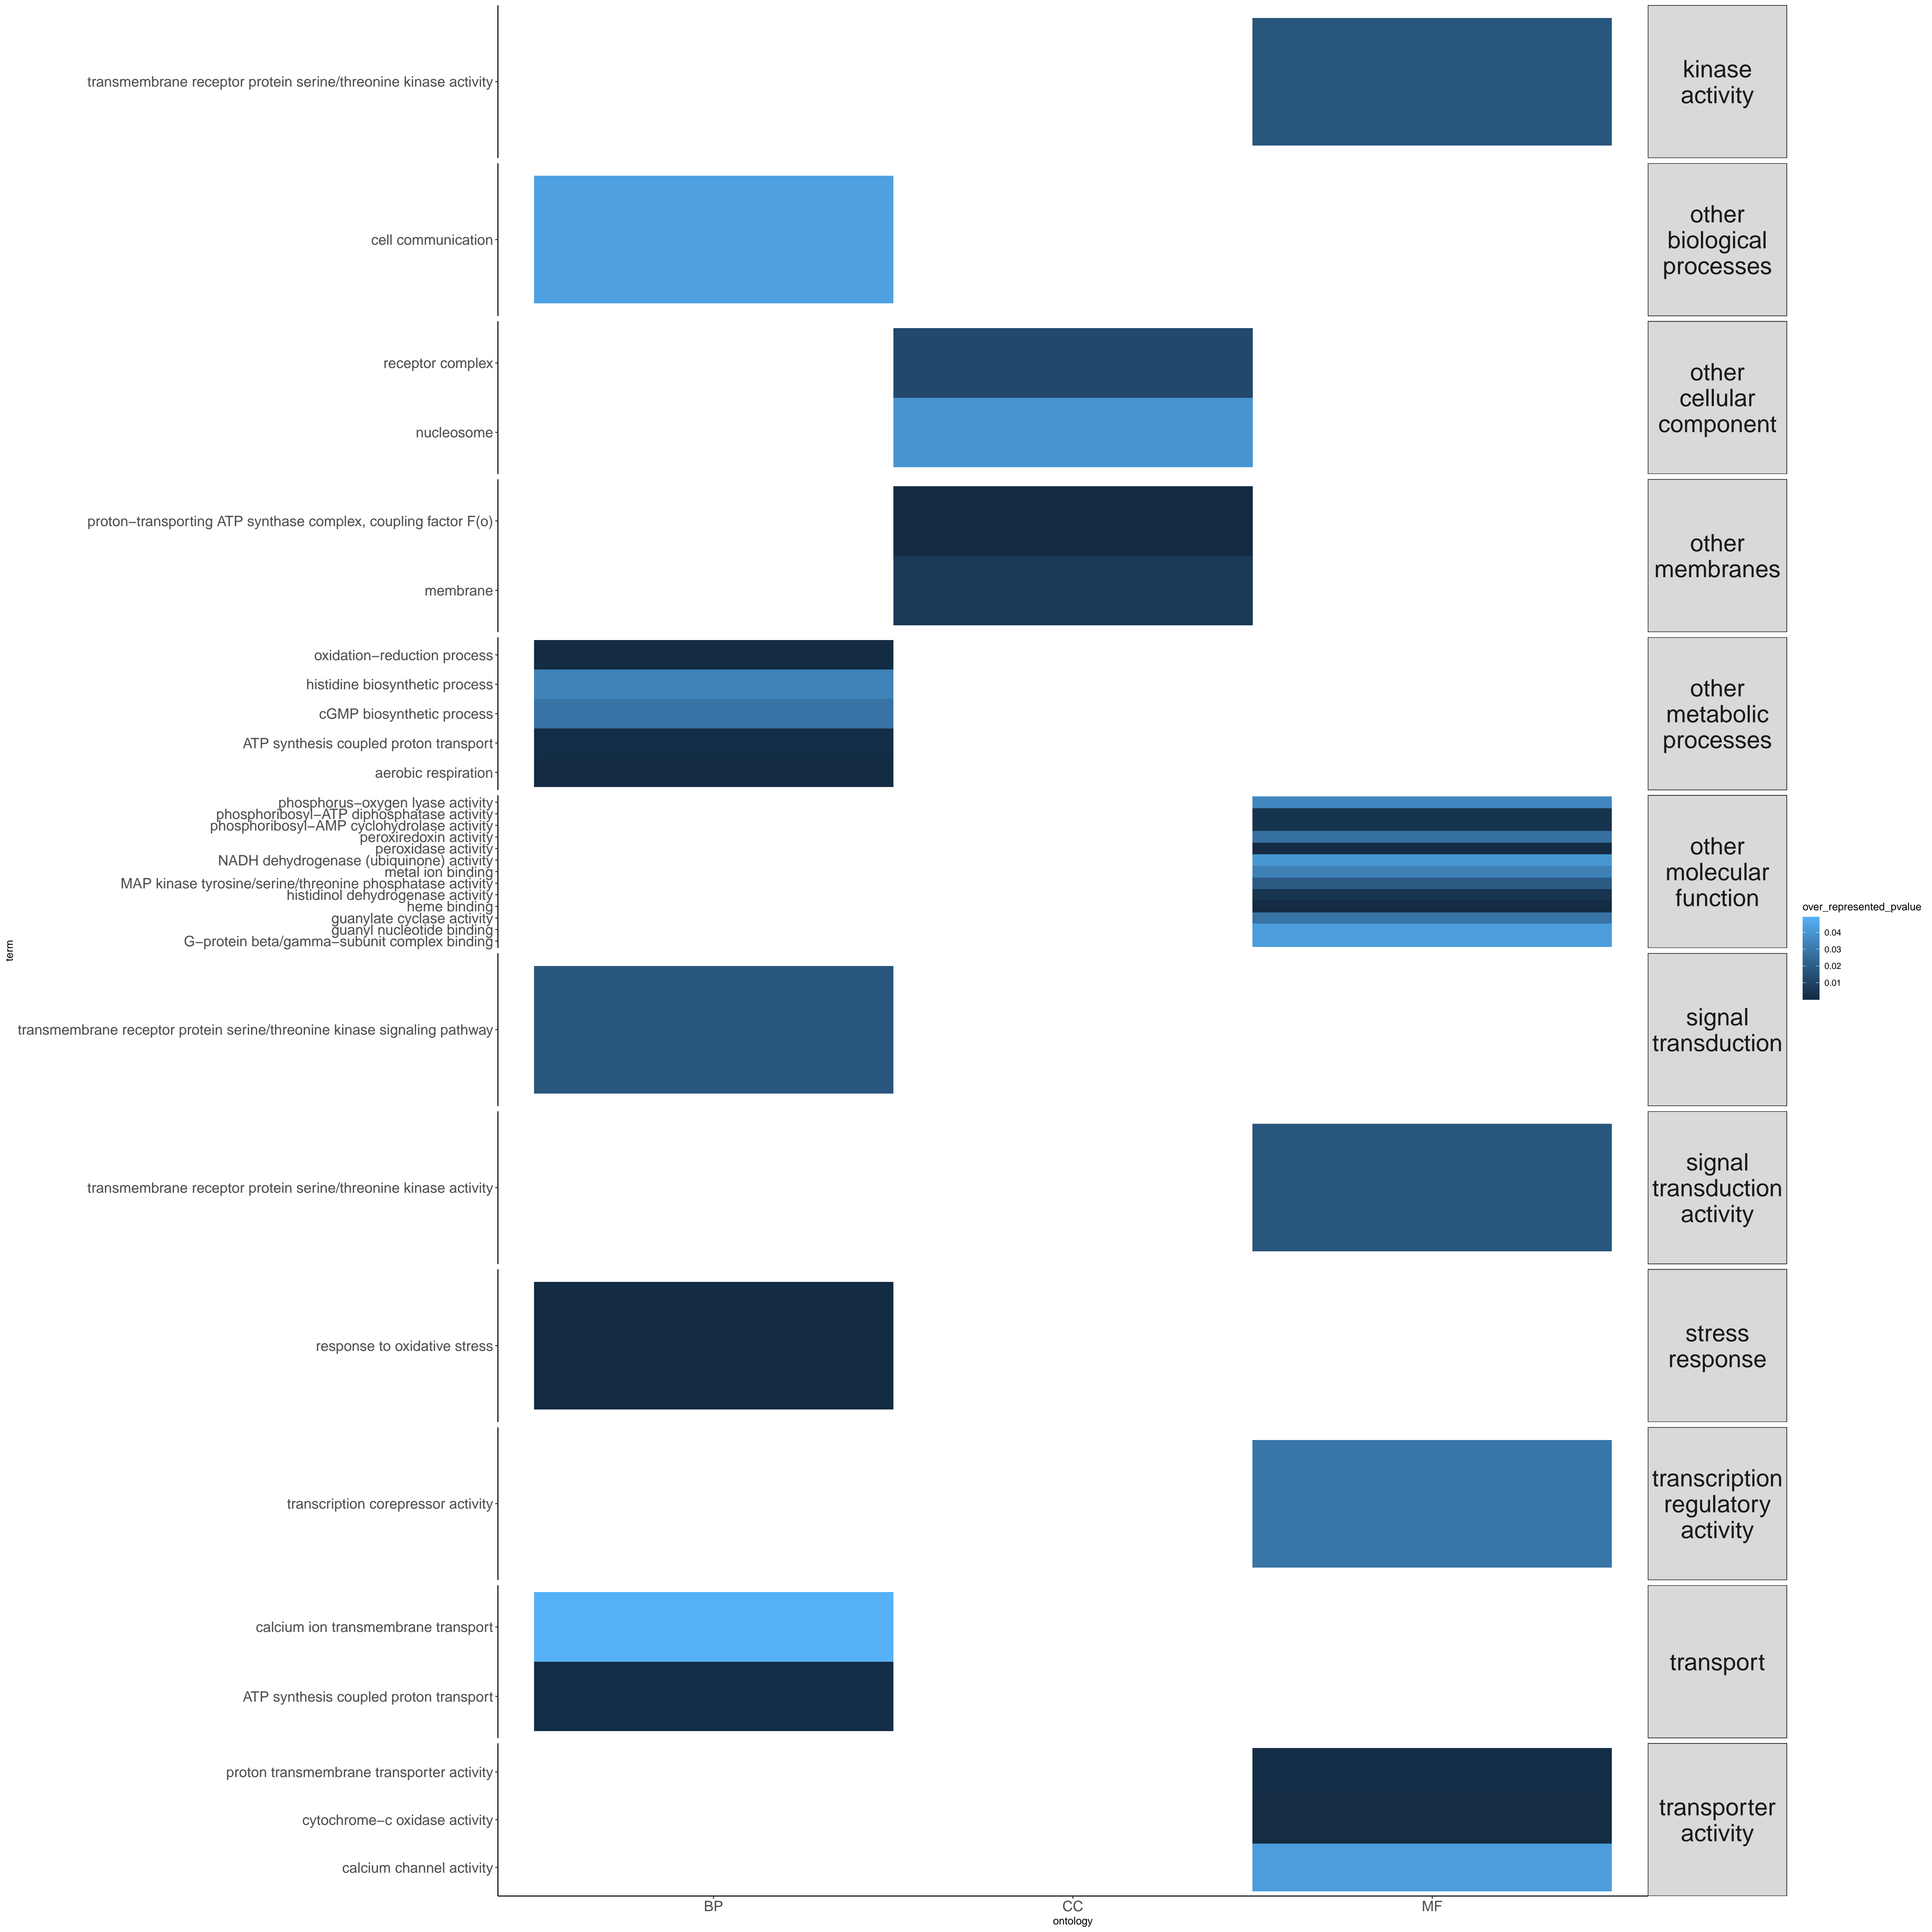 transmembrane receptor protein serine/threonine kinase activity
kinase
activity
cell communication
other
biological
processes
receptor complex
nucleosome
other
cellular
component
proton−transporting ATP synthase complex, coupling factor F(o)
membrane
other
membranes
oxidation−reduction process
histidine biosynthetic process
cGMP biosynthetic process
ATP synthesis coupled proton transport
aerobic respiration
other
metabolic
processes
phosphorus−oxygen lyase activity
phosphoribosyl−ATP diphosphatase activity
phosphoribosyl−AMP cyclohydrolase activity
peroxiredoxin activity
peroxidase activity
NADH dehydrogenase (ubiquinone) activity
metal ion binding
MAP kinase tyrosine/serine/threonine phosphatase activity
histidinol dehydrogenase activity
heme binding
guanylate cyclase activity
guanyl nucleotide binding
G−protein beta/gamma−subunit complex binding
other
molecular
function
transmembrane receptor protein serine/threonine kinase signaling pathway
signal
transduction
transmembrane receptor protein serine/threonine kinase activity
signal
transduction
activity
response to oxidative stress
stress
response
transcription corepressor activity
transcription
regulatory
activity
calcium ion transmembrane transport
ATP synthesis coupled proton transport
transport
proton transmembrane transporter activity
cytochrome−c oxidase activity
calcium channel activity
transporter
activity
BP
CC
MF
ontology
term
over_represented_pvalue
0.04
0.03
0.02
0.01